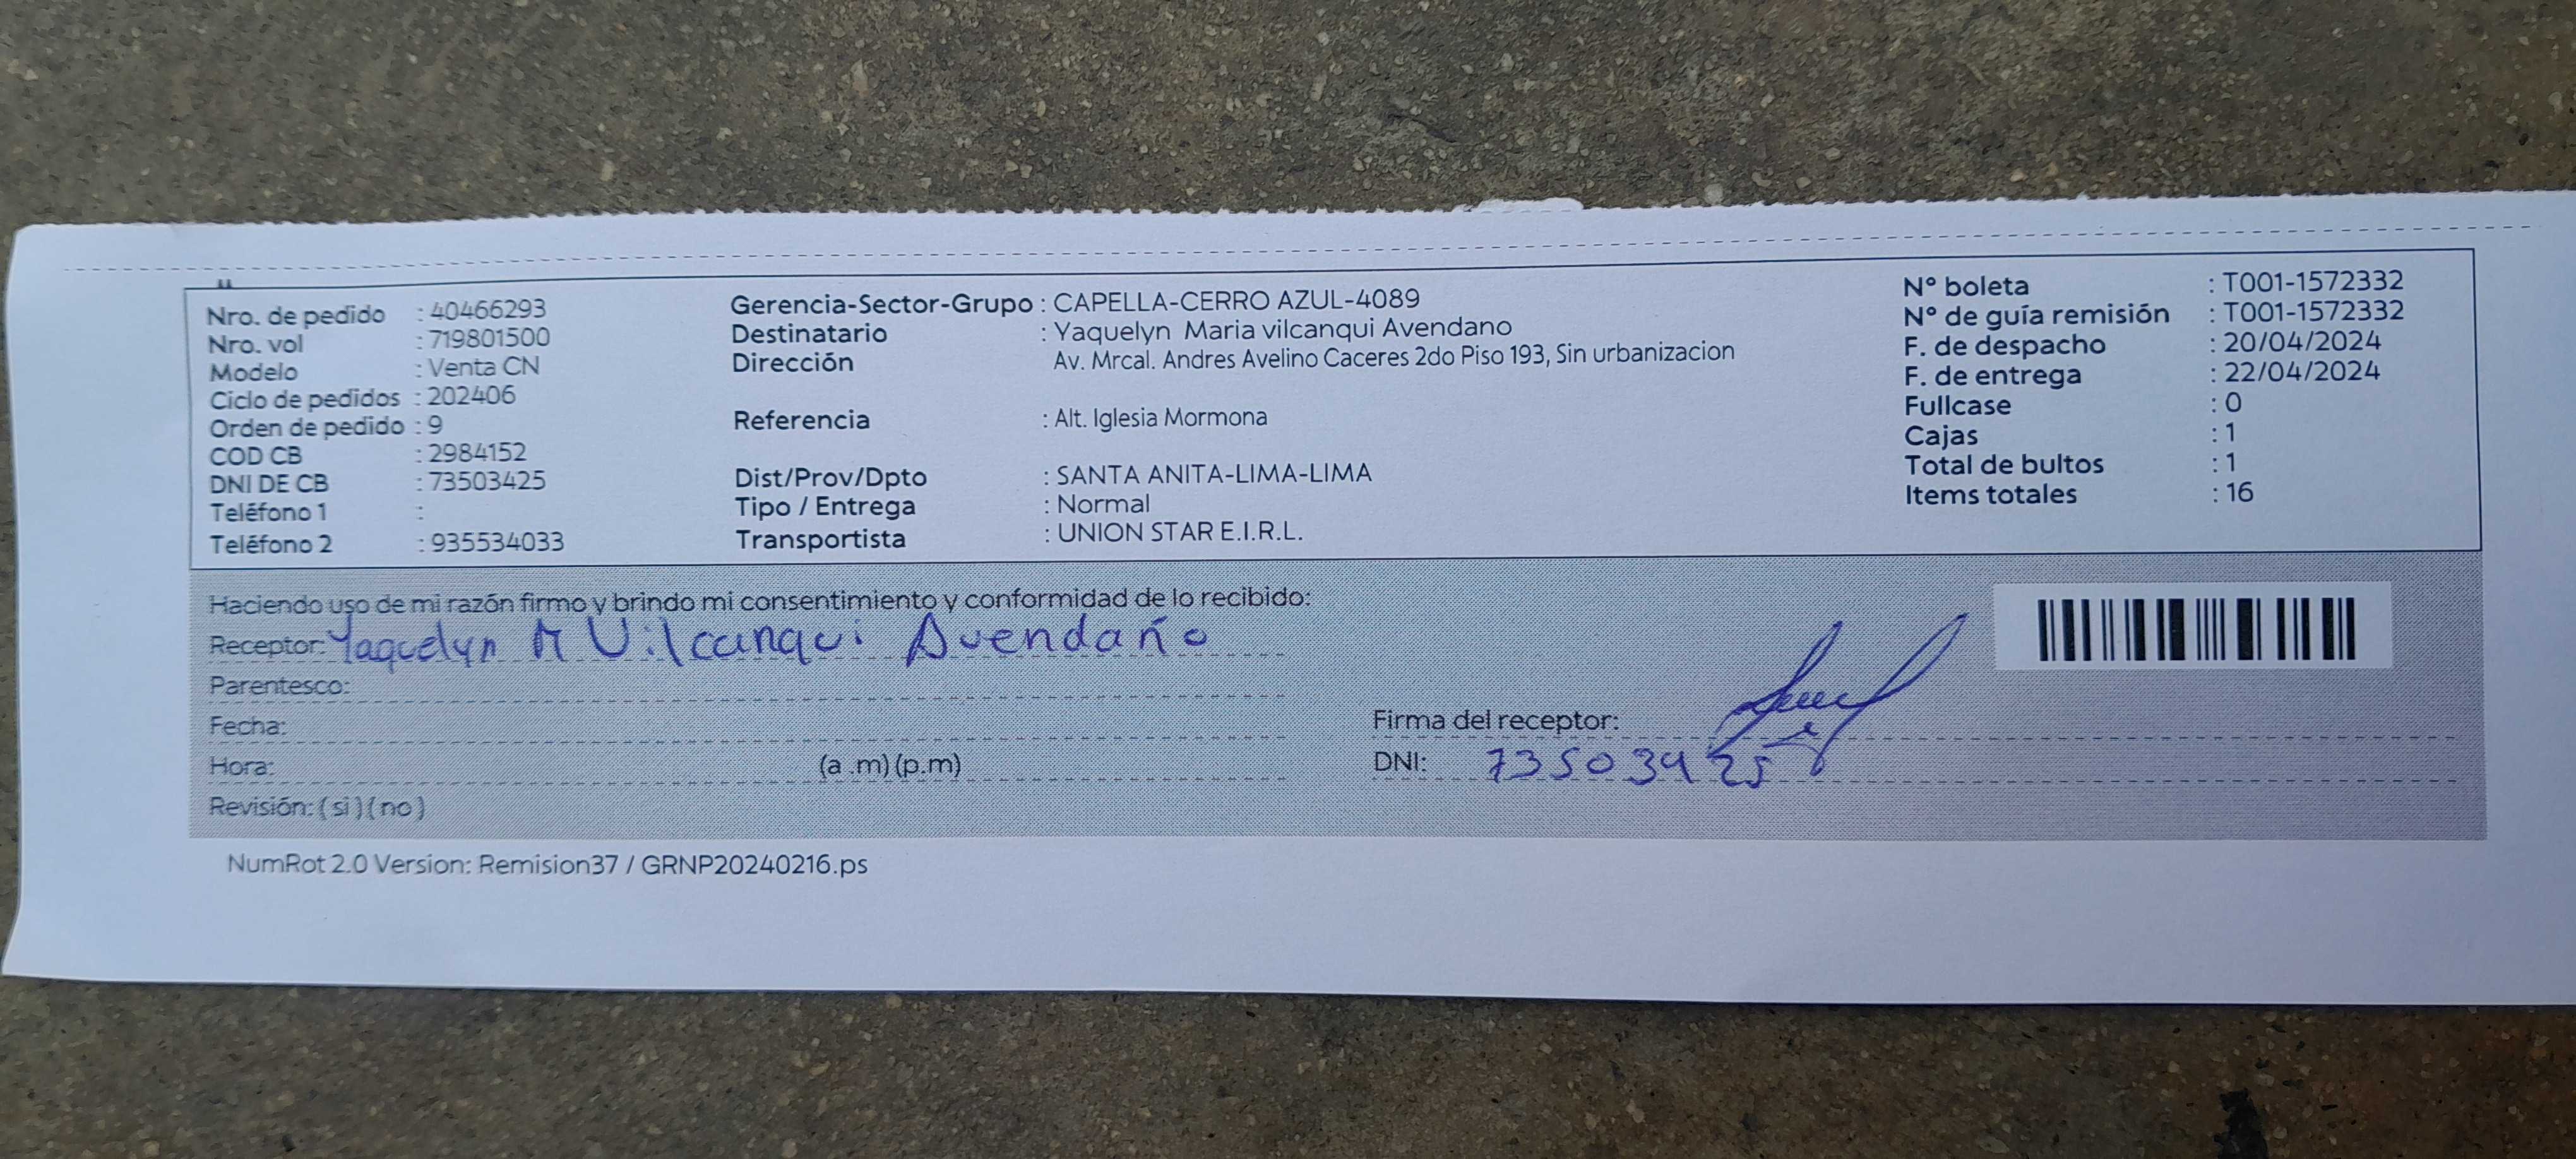 Nro. de pedido : 40466293
Nro. vol : 719801500
Modelo : Venta CN
Ciclo de pedidos : 202406
Orden de pedido : 9
COD CB : 2984152
DNI DE CB : 73503425
Teléfono 1 :
Teléfono 2 : 935534033
Gerencia-Sector-Grupo : CAPELLA-CERRO AZUL-4089
Destinatario : Yaquelyn Maria vilcanqui Avendano
Dirección Av. Mrcal. Andres Avelino Caceres 2do Piso 193, Sin urbanizacion
Referencia : Alt. Iglesia Mormona
Dist/Prov/Dpto : SANTA ANITA-LIMA-LIMA
Tipo / Entrega : Normal
Transportista : UNION STAR E.I.R.L.
N° boleta : T001-1572332
N° de guía remisión : T001-1572332
F. de despacho : 20/04/2024
F. de entrega : 22/04/2024
Fullcase : 0
Cajas : 1
Total de bultos : 1
Items totales : 16
Haciendo uso de mi razón firmo y brindo mi consentimiento y conformidad de lo recibido:
Receptor: Yaquelyn M Vilcanqui Avendaño
Parentesco:
Fecha:
Hora: (a .m) (p.m)
Revisión: ( si ) ( no )
Firma del receptor:
DNI: 73503425
NumRot 2.0 Version: Remision37 / GRNP20240216.ps